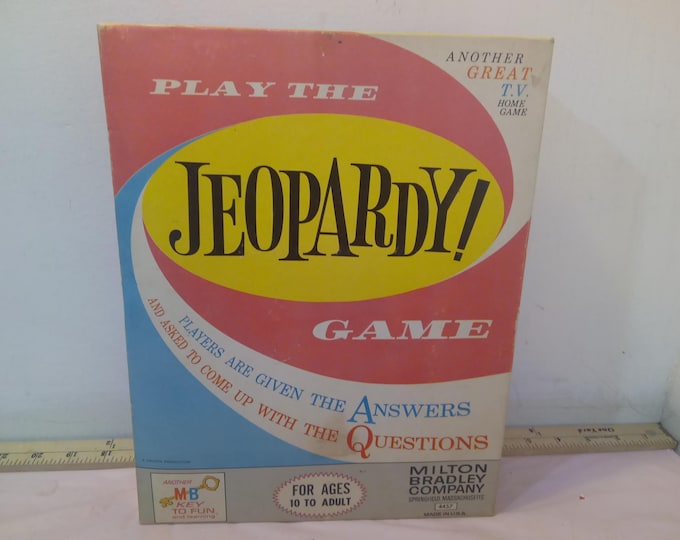 ANOTHER
GREAT
T.V.
HOME
GAME
PLAY THE
JEOPARDY!
GAME
PLAYERS ARE GIVEN THE ANSWERS
AND ASKED TO COME UP WITH THE QUESTIONS
ANOTHER
MB
KEY
TO FUN
and learning
FOR AGES
10 TO ADULT
MILTON
BRADLEY
COMPANY
SPRINGFIELD, MASSACHUSETTS
4457
MADE IN U.S.A.